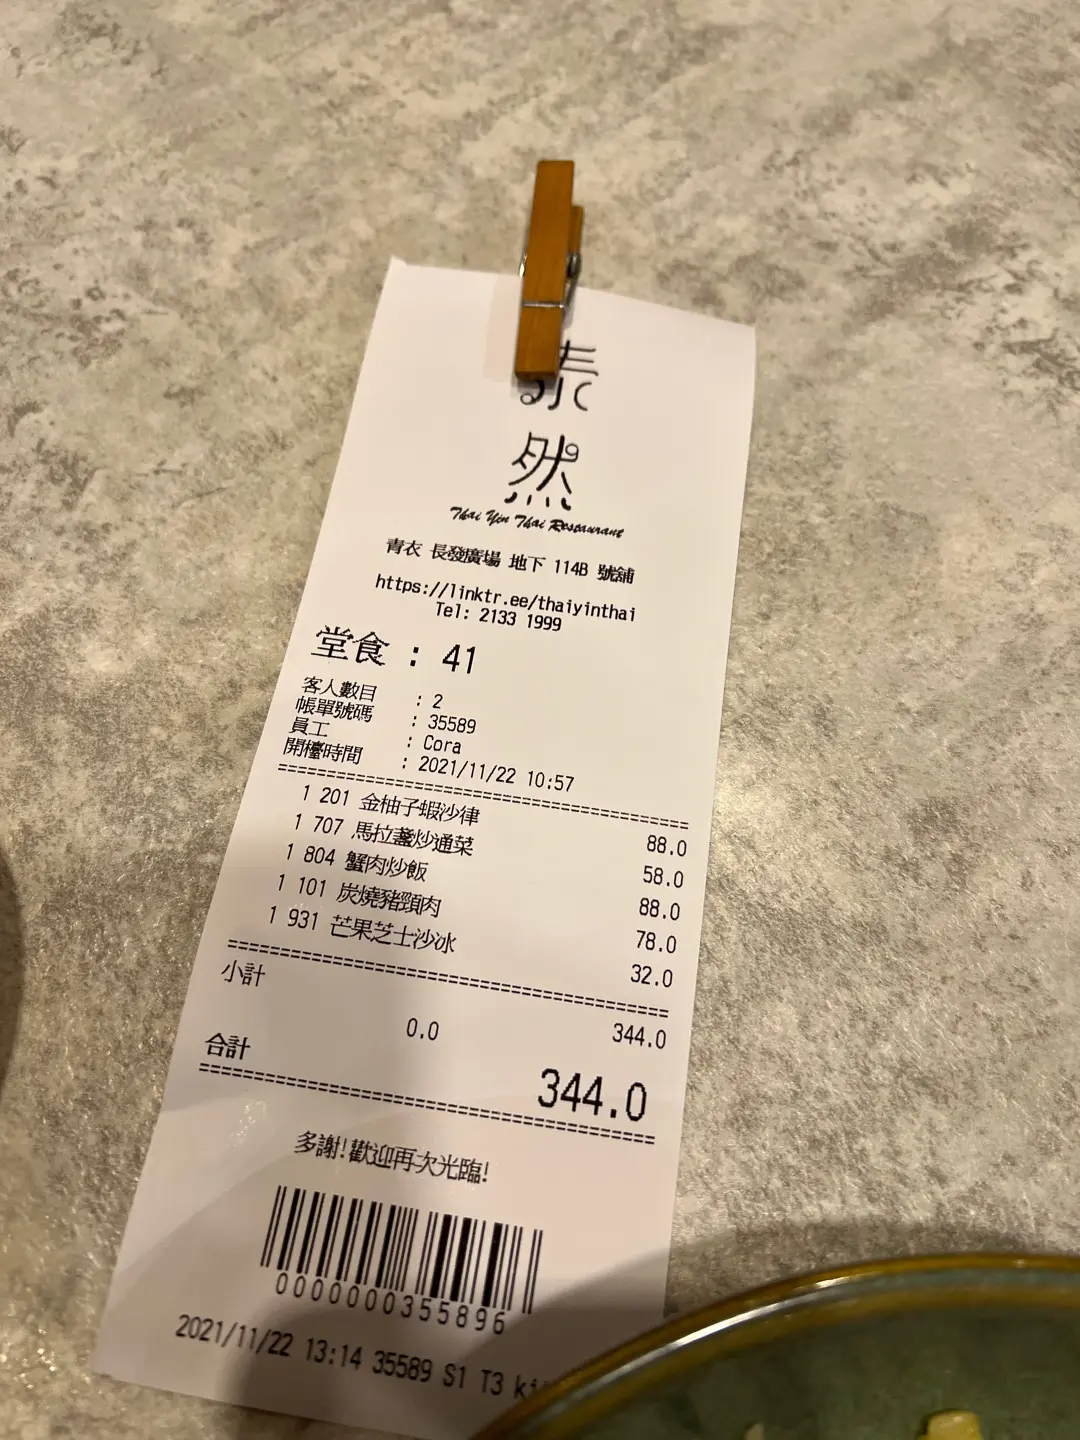 泰
然
Thai Yin Thai Restaurant
青衣 長發廣場 地下 114B 號舖
https://linktr.ee/thaiyinthai
Tel: 2133 1999
堂食 : 41
客人數目 : 2
帳單號碼 : 35589
員工 : Cora
開檯時間 : 2021/11/22 10:57
1 201 金柚子蝦沙律 88.0
1 707 馬拉盞炒通菜 58.0
1 804 蟹肉炒飯 88.0
1 101 炭燒豬頸肉 78.0
1 931 芒果芝士沙冰 32.0
小計
0.0 344.0
合計
344.0
多謝!歡迎再次光臨!
0000000355896
2021/11/22 13:14 35589 S1 T3